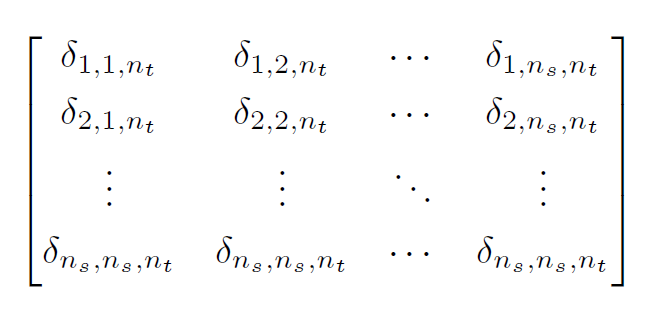 δ_{1,1,n_t} δ_{1,2,n_t} ⋯ δ_{1,n_s,n_t}
δ_{2,1,n_t} δ_{2,2,n_t} ⋯ δ_{2,n_s,n_t}
⋮ ⋮ ⋱ ⋮
δ_{n_s,n_s,n_t} δ_{n_s,n_s,n_t} ⋯ δ_{n_s,n_s,n_t}